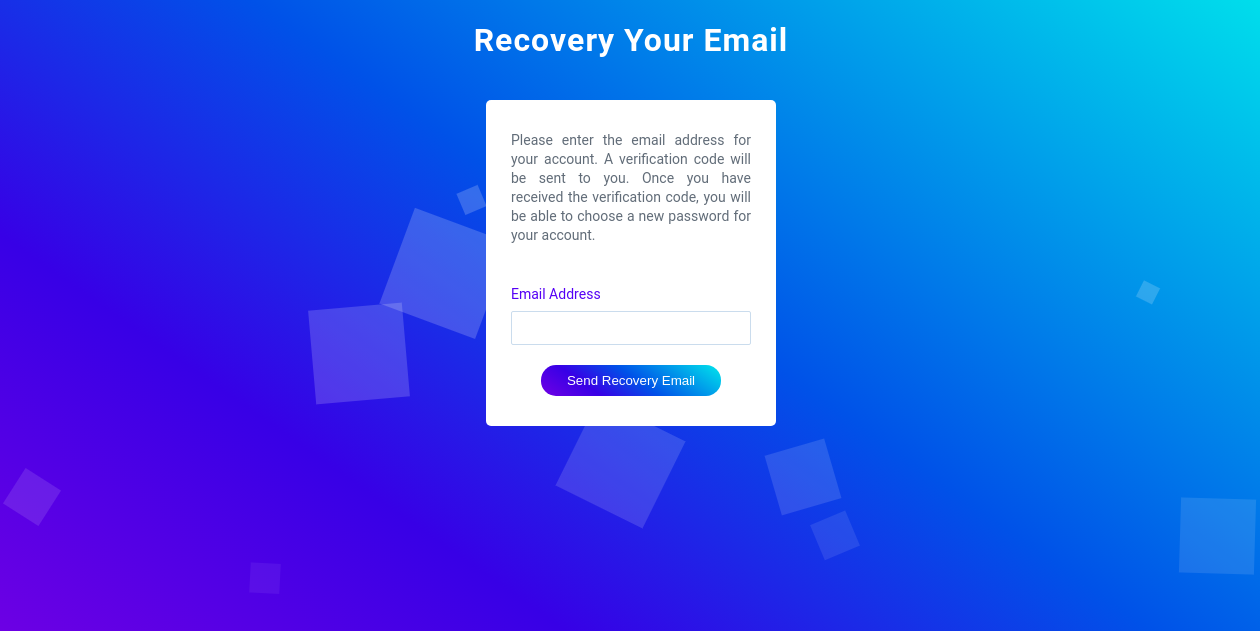 Recovery Your Email
Please enter the email address for
your account. A verification code will
be sent to you. Once you have
received the verification code, you will
be able to choose a new password for
your account.
Email Address
Send Recovery Email